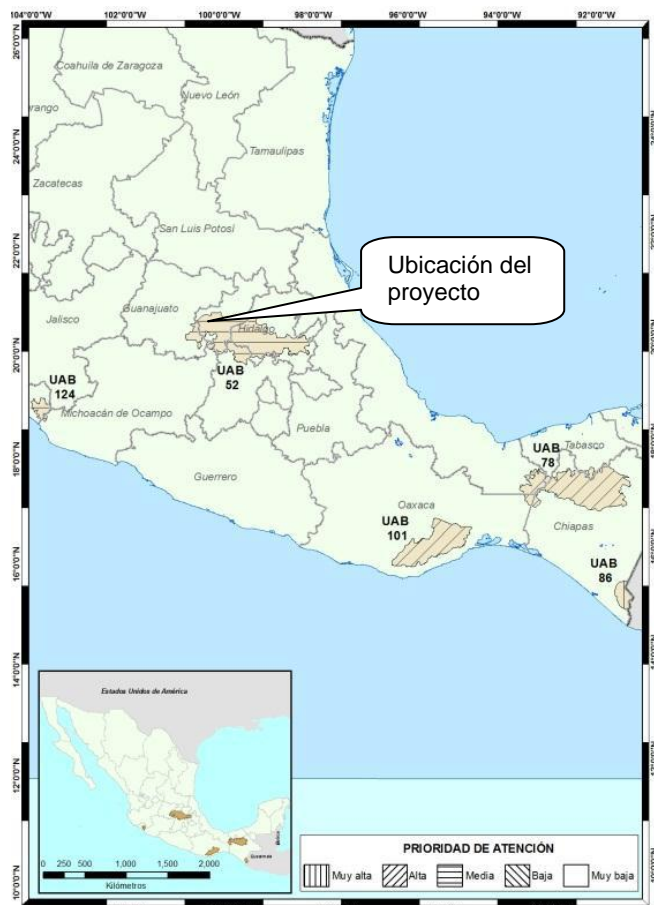 104°0'0"O
100°0'0"O
98°0'0"O
96°0'0"O
94°0'0"O
92°0'0"O
26°0'0"N
24°0'0"N
22°0'0"N
20°0'0"N
18°0'0"N
16°0'0"N
14°0'0"N
12°0'0"N
10°0'0"N
Coahuila de Zaragoza
Nuevo León
Tamaulipas
Zacatecas
San Luis Potosí
Ubicación del
proyecto
Guanajuato
Jalisco
Hidalgo
UAB
124
UAB
52
Michoacán de Ocampo
Puebla
UAB
78
Tabasco
Guerrero
Oaxaca
UAB
101
Chiapas
UAB
86
Estados Unidos de América
0 250 500 1,000 1,500 2,000
Kilómetros
PRIORIDAD DE ATENCIÓN
Muy alta Alta Media Baja Muy baja